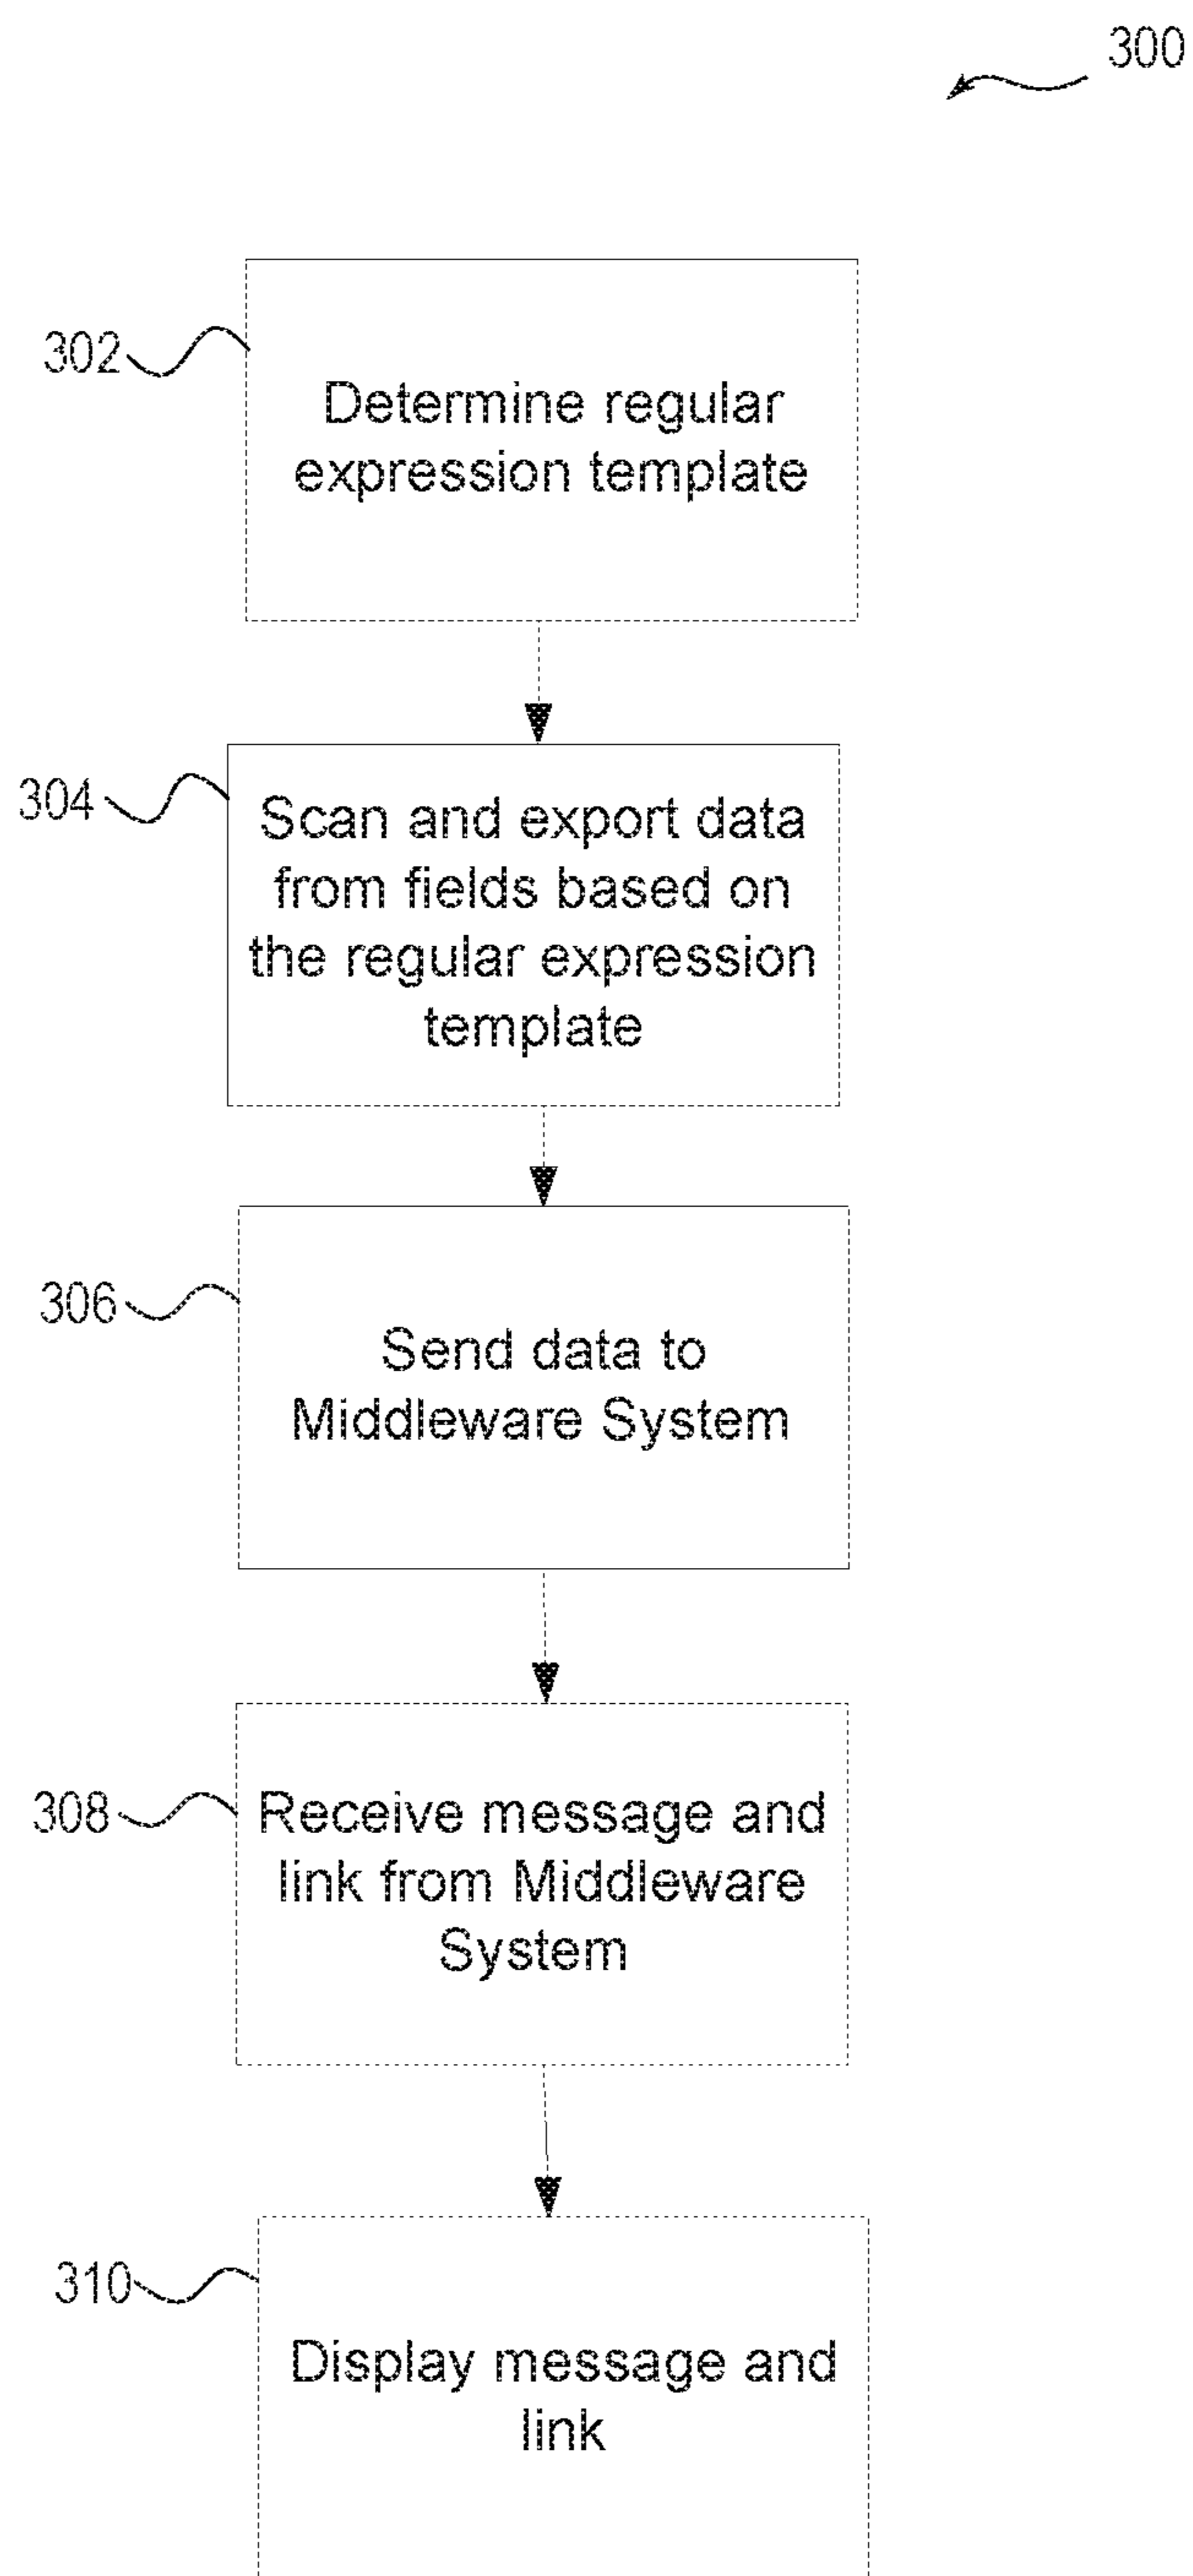 300
302
Determine regular
expression template
304
Scan and export data
from fields based on
the regular expression
template
306
Send data to
Middleware System
308
Receive message and
link from Middleware
System
310
Display message and
link